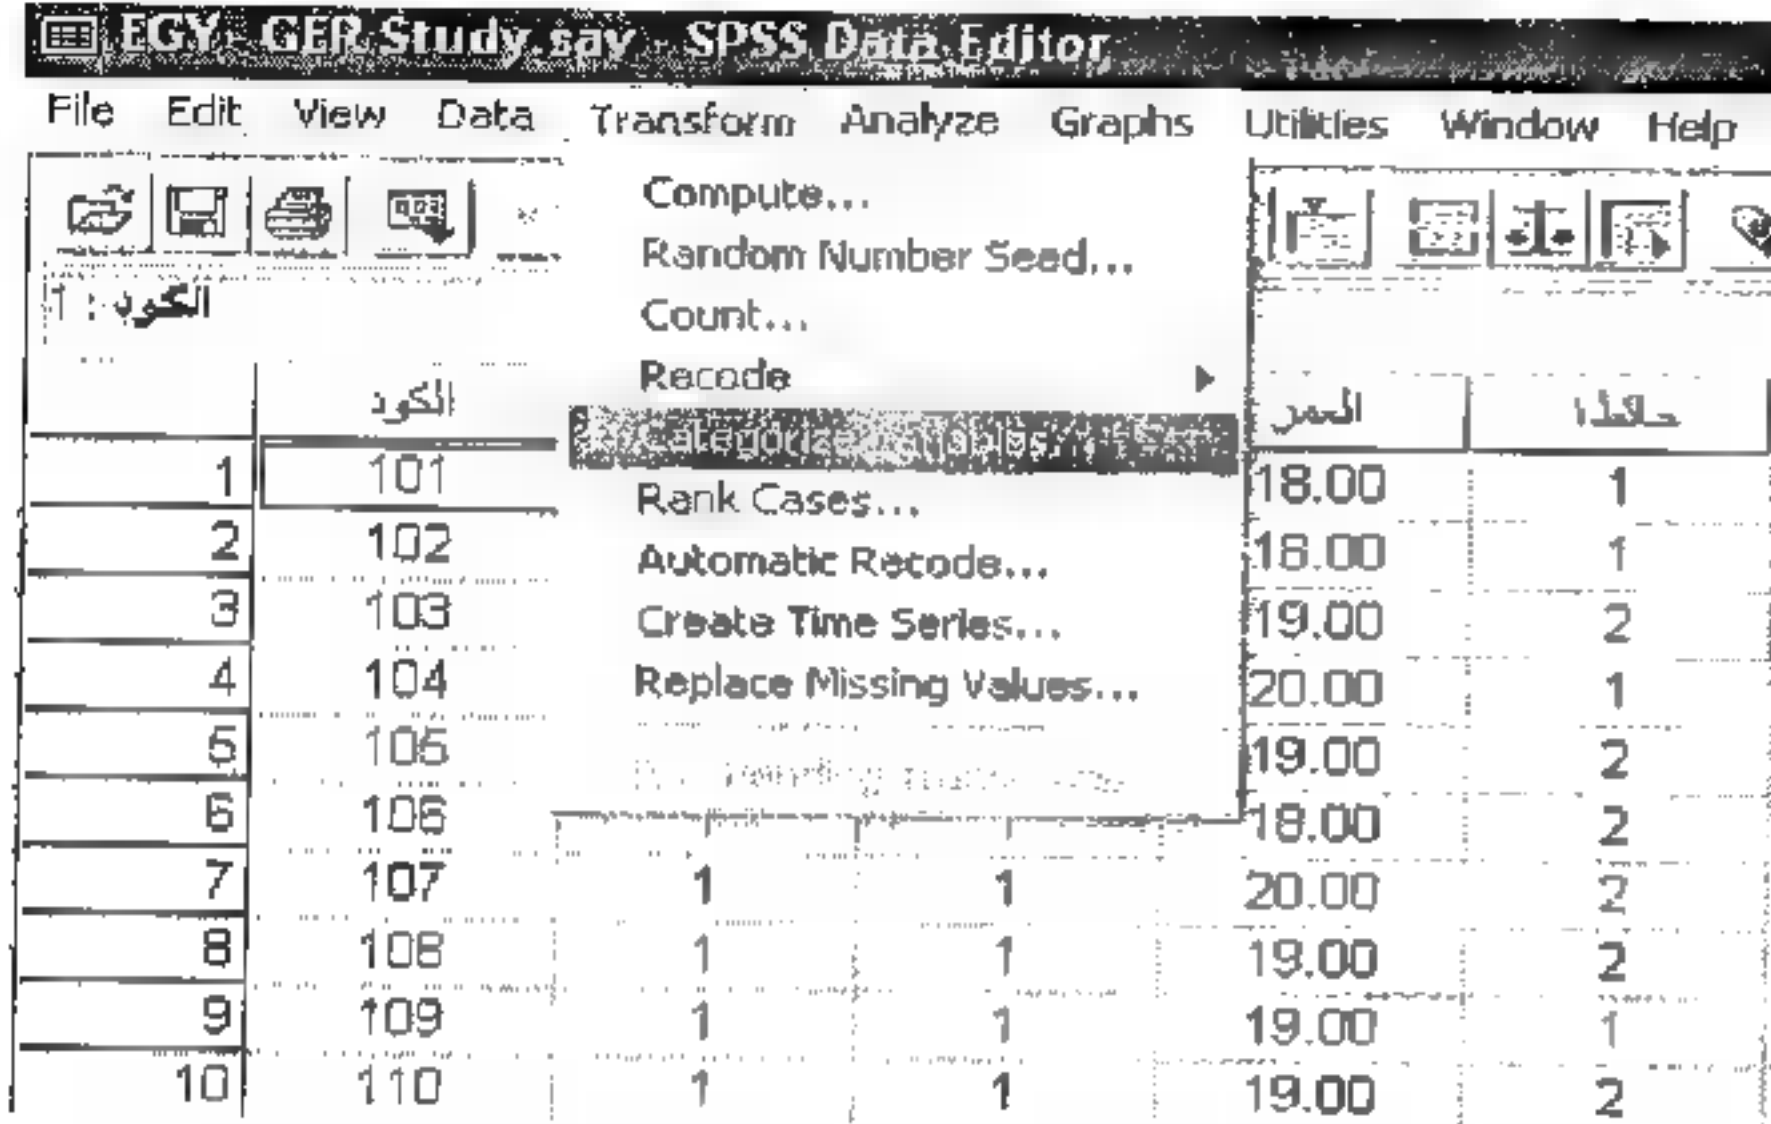 EGY - GER Study.sav - SPSS Data Editor
File Edit View Data Transform Analyze Graphs Utilities Window Help
Compute...
Random Number Seed...
Count...
Recode
Categorize Variables...
Rank Cases...
Automatic Recode...
Create Time Series...
Replace Missing Values...
1 : الكود
الكود العمر
1 101 18.00 1
2 102 18.00 1
3 103 19.00 2
4 104 20.00 1
5 105 19.00 2
6 106 18.00 2
7 107 1 1 20.00 2
8 108 1 1 19.00 2
9 109 1 1 19.00 1
10 110 1 1 19.00 2